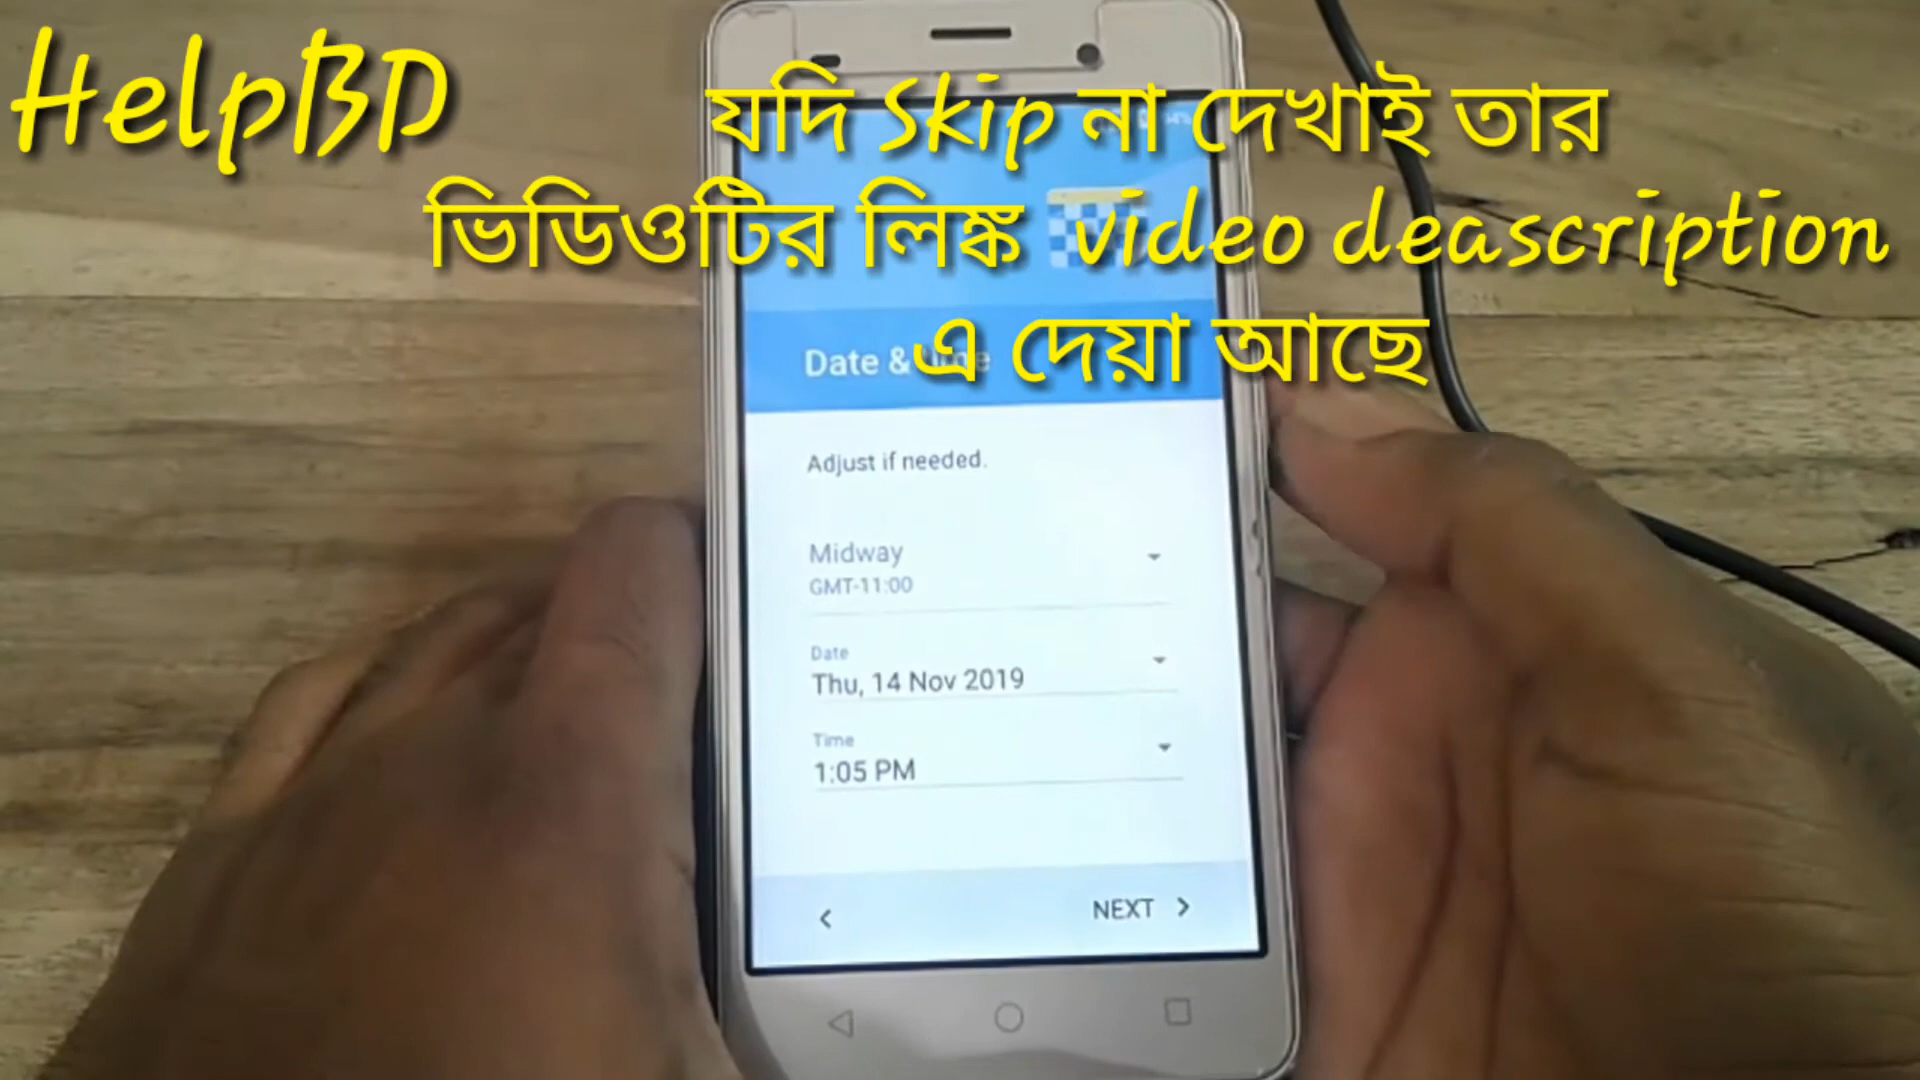 HelpBD
যদি Skip না দেখাই তার
ভিডিওটির লিঙ্ক video deascription
এ দেয়া আছে
Date &
Adjust if needed.
Midway
GMT-11:00
Date
Thu, 14 Nov 2019
Time
1:05 PM
NEXT